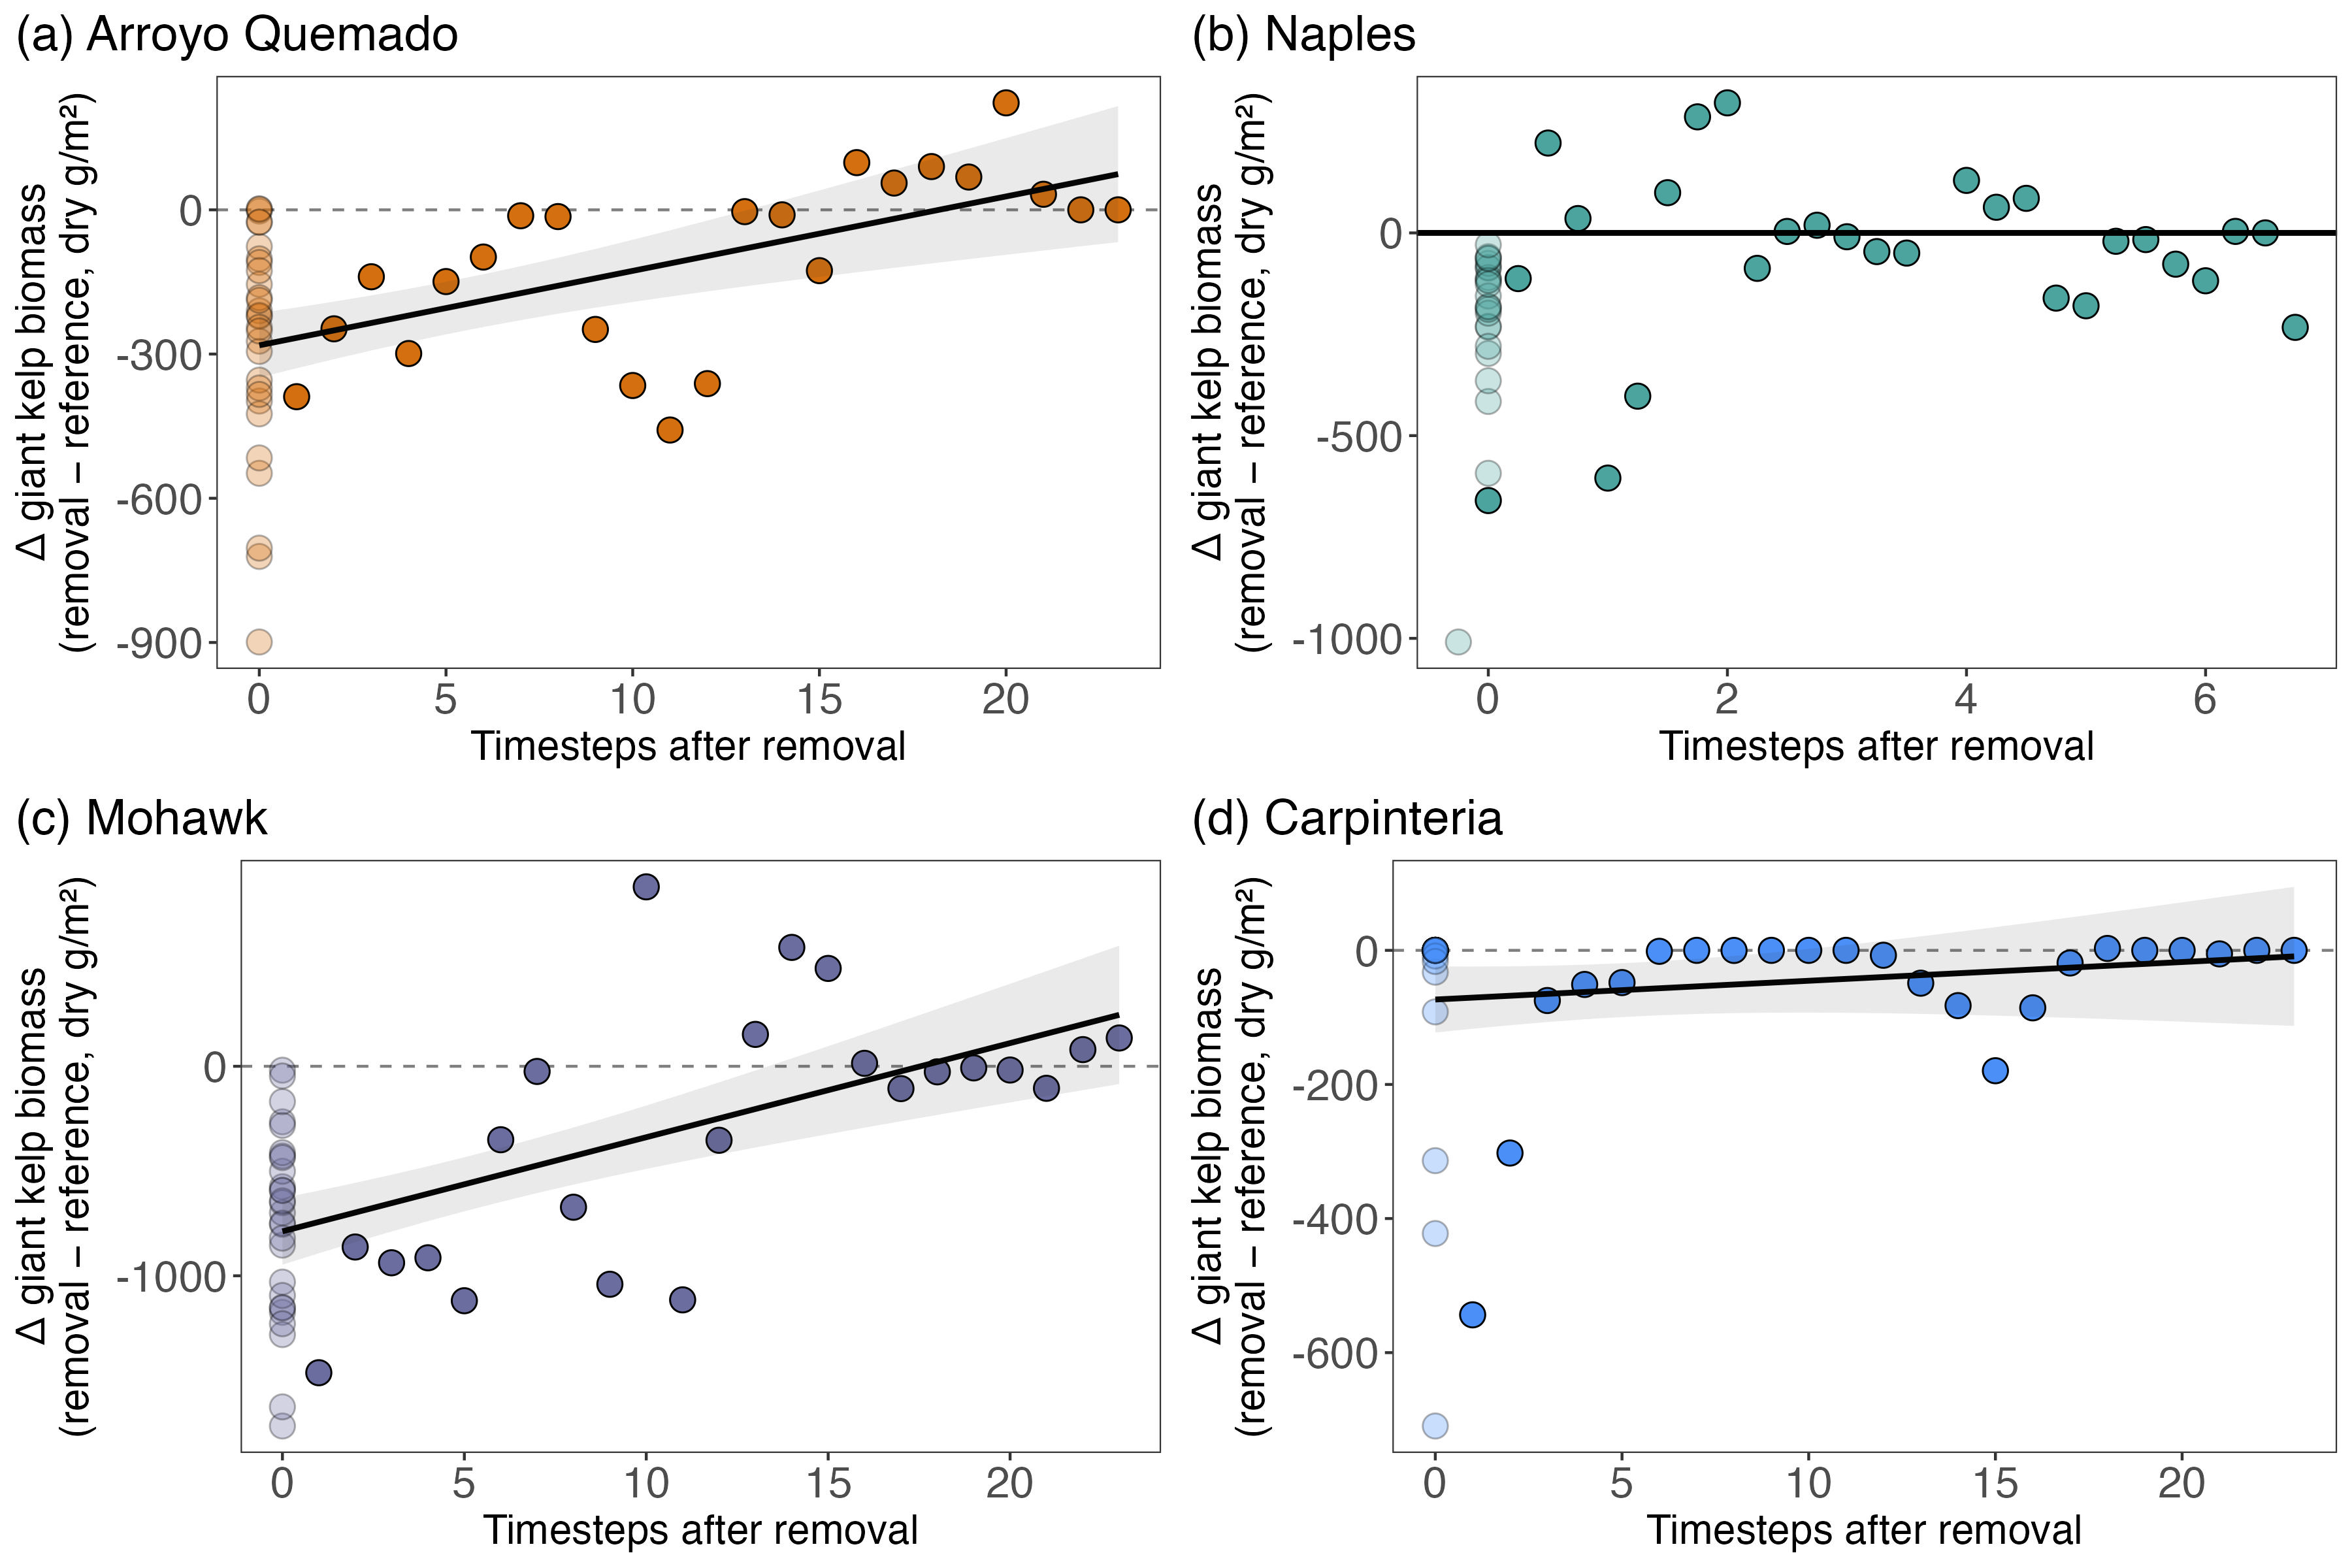 (a) Arroyo Quemado
Δ giant kelp biomass
(removal − reference, dry g/m²)
0
-300
-600
-900
0 5 10 15 20
Timesteps after removal
(b) Naples
Δ giant kelp biomass
(removal − reference, dry g/m²)
0
-500
-1000
0 2 4 6
Timesteps after removal
(c) Mohawk
Δ giant kelp biomass
(removal − reference, dry g/m²)
0
-1000
0 5 10 15 20
Timesteps after removal
(d) Carpinteria
Δ giant kelp biomass
(removal − reference, dry g/m²)
0
-200
-400
-600
0 5 10 15 20
Timesteps after removal